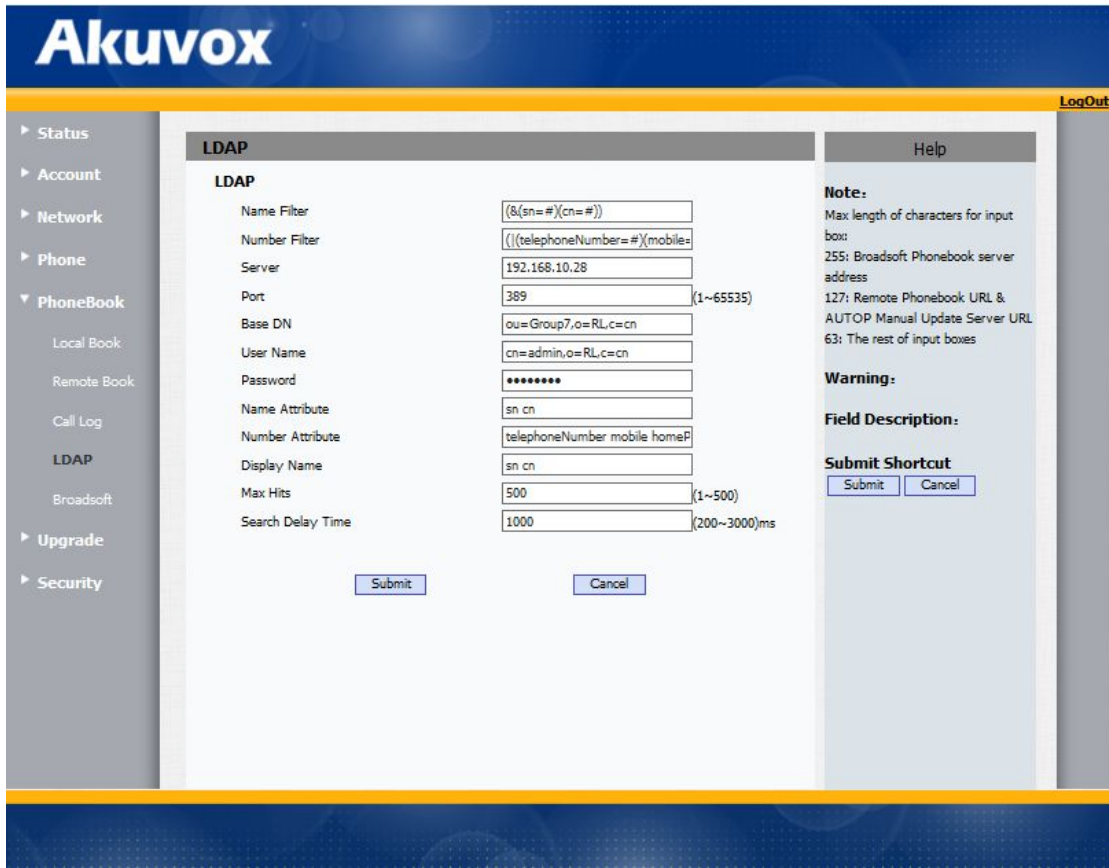 Akuvox
LogOut
Status
Account
Network
Phone
PhoneBook
Local Book
Remote Book
Call Log
LDAP
Broadsoft
Upgrade
Security
LDAP
LDAP
Name Filter (&(sn=#)(cn=#))
Number Filter (|(telephoneNumber=#)(mobile=
Server 192.168.10.28
Port 389 (1~65535)
Base DN ou=Group7,o=RL,c=cn
User Name cn=admin,o=RL,c=cn
Password ••••••••
Name Attribute sn cn
Number Attribute telephoneNumber mobile homeP
Display Name sn cn
Max Hits 500 (1~500)
Search Delay Time 1000 (200~3000)ms
Submit Cancel
Help
Note:
Max length of characters for input
box:
255: Broadsoft Phonebook server
address
127: Remote Phonebook URL &
AUTOP Manual Update Server URL
63: The rest of input boxes
Warning:
Field Description:
Submit Shortcut
Submit Cancel